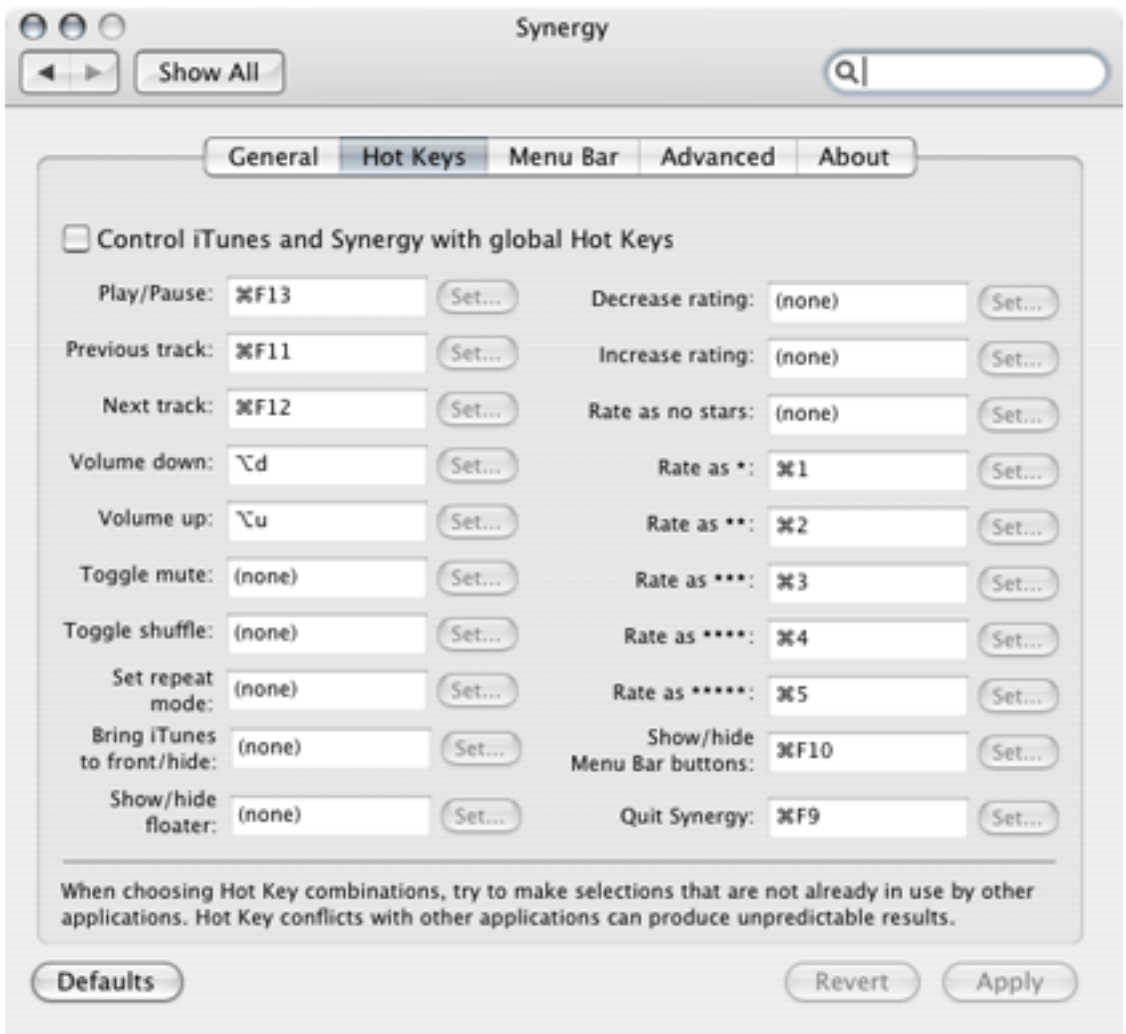 Synergy
Show All
General Hot Keys Menu Bar Advanced About
Control iTunes and Synergy with global Hot Keys
Play/Pause: ⌘F13 Set...
Previous track: ⌘F11 Set...
Next track: ⌘F12 Set...
Volume down: ⌥d Set...
Volume up: ⌥u Set...
Toggle mute: (none) Set...
Toggle shuffle: (none) Set...
Set repeat
mode: (none) Set...
Bring iTunes
to front/hide: (none) Set...
Show/hide
floater: (none) Set...
Decrease rating: (none) Set...
Increase rating: (none) Set...
Rate as no stars: (none) Set...
Rate as *: ⌘1 Set...
Rate as **: ⌘2 Set...
Rate as ***: ⌘3 Set...
Rate as ****: ⌘4 Set...
Rate as *****: ⌘5 Set...
Show/hide
Menu Bar buttons: ⌘F10 Set...
Quit Synergy: ⌘F9 Set...
When choosing Hot Key combinations, try to make selections that are not already in use by other
applications. Hot Key conflicts with other applications can produce unpredictable results.
Defaults Revert Apply